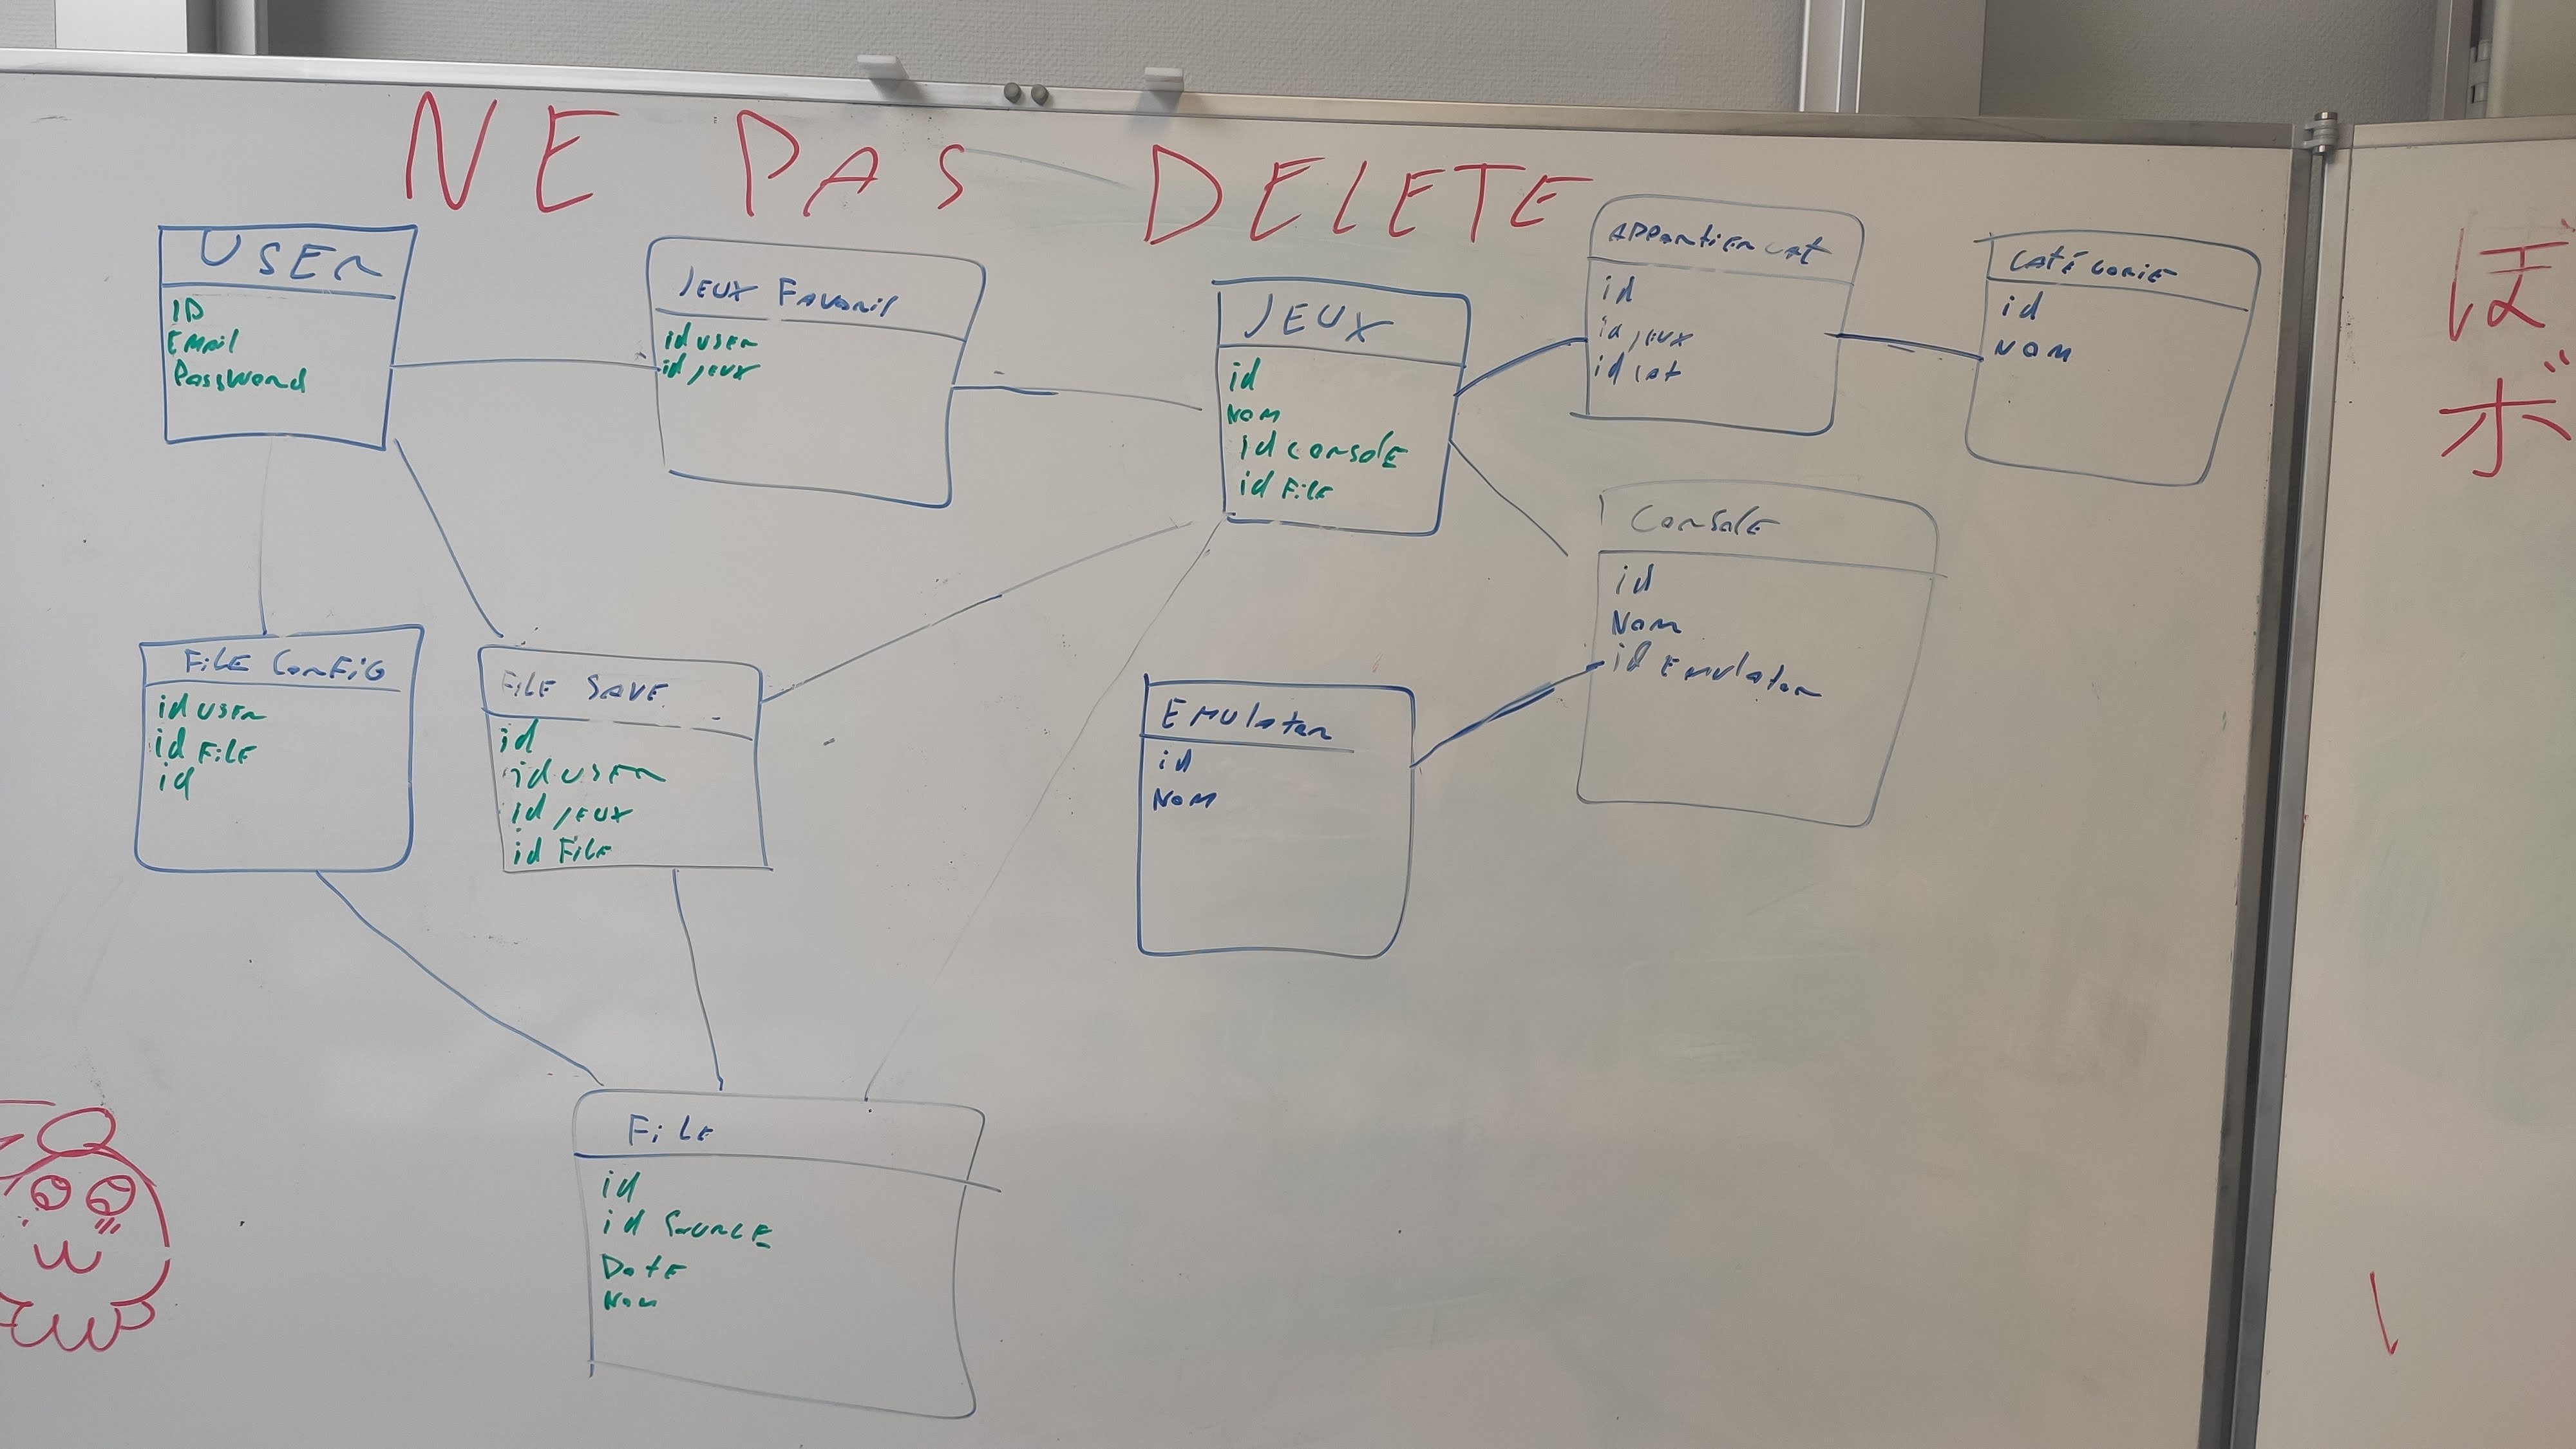 NE PAS DELETE
USER
ID
Email
Password
JEUX FAVORIS
id user
id jeux
JEUX
id
Nom
id console
id File
Appartien cat
id
id jeux
id cat
Catégorie
id
Nom
Console
id
Nom
id Emulator
Emulator
id
Nom
FILE CONFIG
id user
id File
id
FILE SAVE
id
id user
id jeux
id File
File
id
id Source
Date
Nom
ぼ
ボ